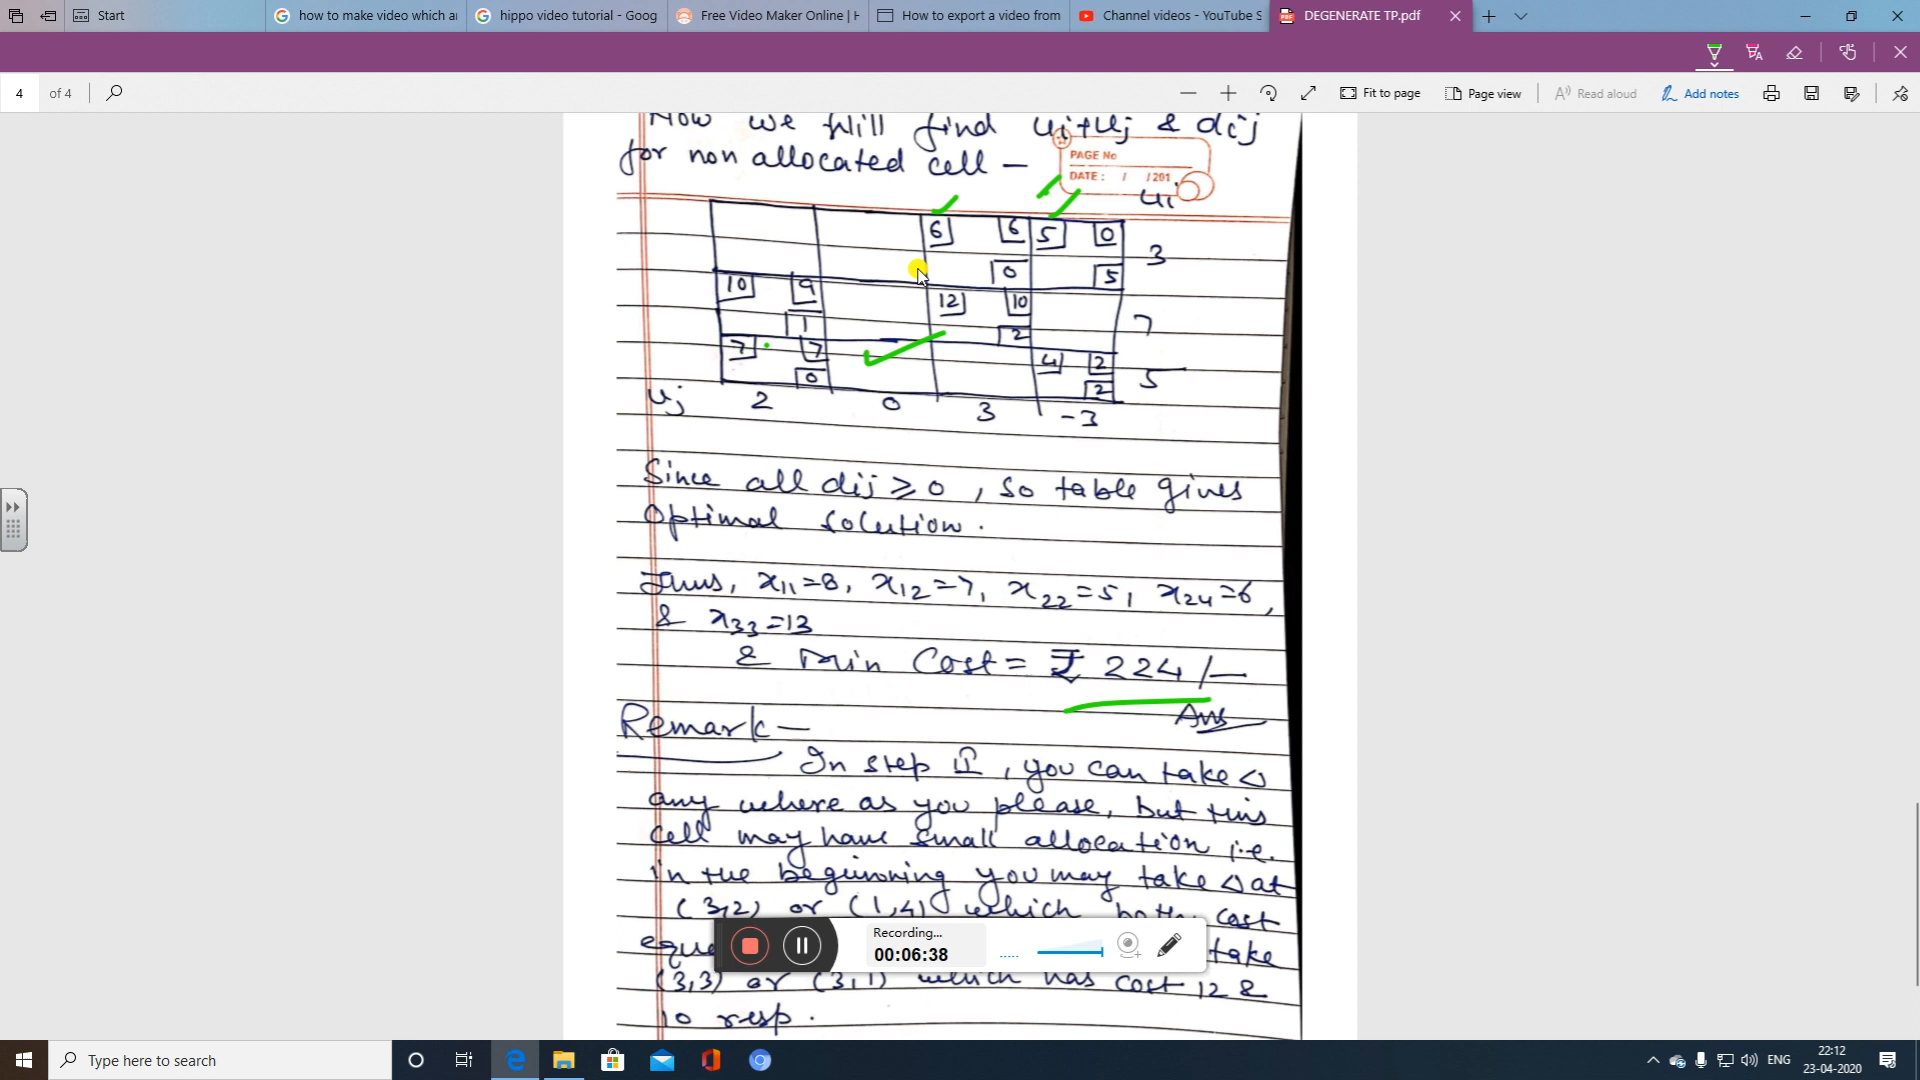 Start
how to make video which ar
hippo video tutorial - Goog
Free Video Maker Online | H
How to export a video from
Channel videos - YouTube S
DEGENERATE TP.pdf
4 of 4
Fit to page
Page view
Read aloud
Add notes
Now we will find ui+vj & dij
for non allocated cell —
PAGE No
DATE : / /201
ui
6 6 5 0
3
0 5
10 9 12 10
7
1 2
7 7 4 2
5
0 2
vj 2 0 3 -3
Since all dij ≥ 0, so table gives
optimal solution.
Thus, x11=8, x12=7, x22=5, x24=6,
& x33=13
& Min Cost = ₹ 224/—
Ans
Remark —
In step II, you can take Δ
any where as you please, but this
cell may have small allocation i.e.
in the beginning you may take Δ at
(3,2) or (1,4) which both cost
take
(3,3) or (3,1) which has cost 12 &
10 resp.
Recording...
00:06:38
Type here to search
ENG
22:12
23-04-2020